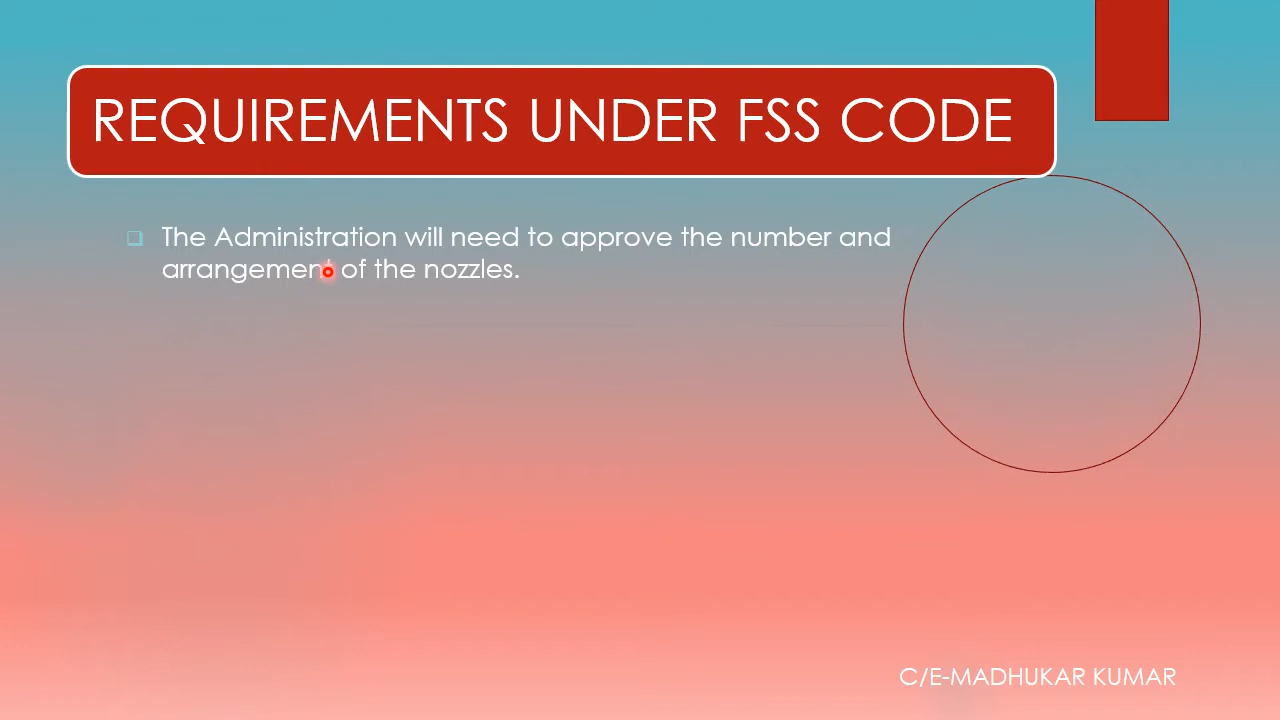 REQUIREMENTS UNDER FSS CODE
The Administration will need to approve the number and
arrangement of the nozzles.
C/E-MADHUKAR KUMAR